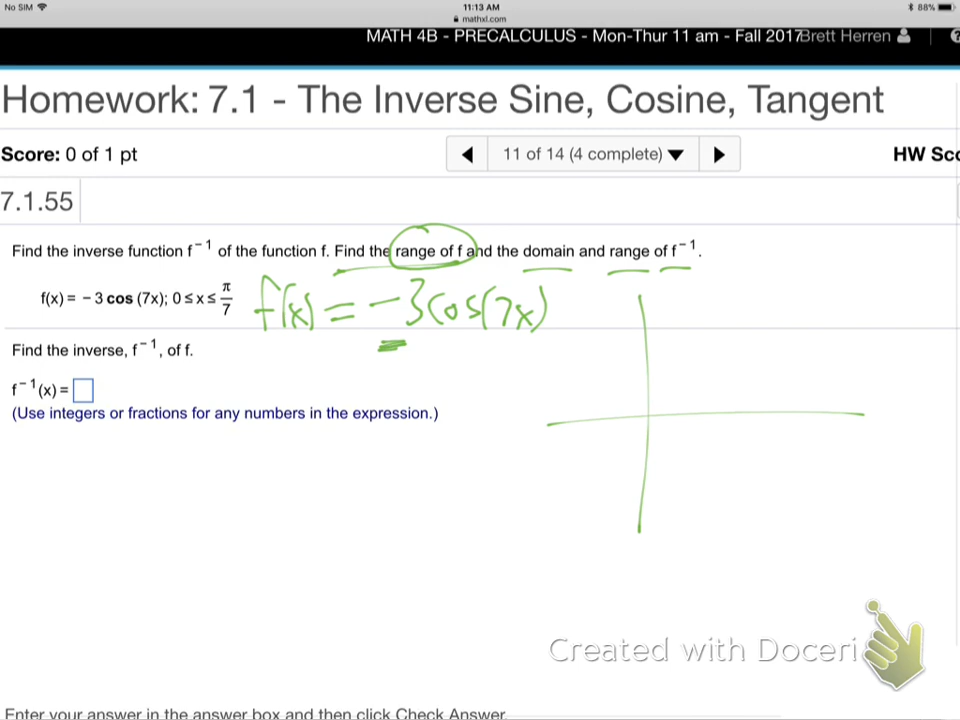 No SIM 11:13 AM 88%
mathxl.com
MATH 4B - PRECALCULUS - Mon-Thur 11 am - Fall 2017 Brett Herren
Homework: 7.1 - The Inverse Sine, Cosine, Tangent
Score: 0 of 1 pt 11 of 14 (4 complete) HW Sco
7.1.55
Find the inverse function f⁻¹ of the function f. Find the range of f and the domain and range of f⁻¹.
f(x) = − 3 cos (7x); 0 ≤ x ≤ π/7 f(x) = -3cos(7x)
Find the inverse, f⁻¹, of f.
f⁻¹(x) =
(Use integers or fractions for any numbers in the expression.)
Created with Doceri
Enter your answer in the answer box and then click Check Answer.